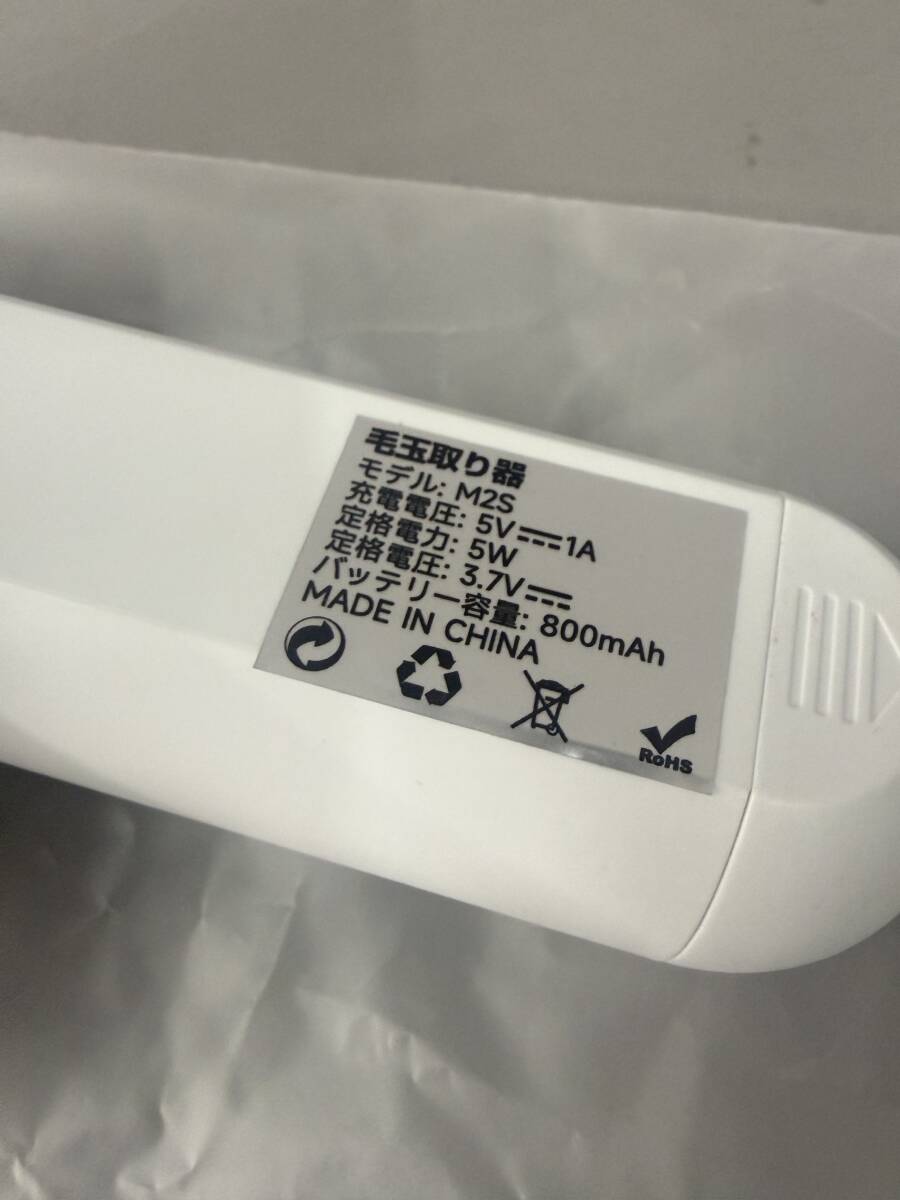 毛玉取り器
モデル: M2S
充電電圧: 5V⎓1A
定格電力: 5W
定格電圧: 3.7V⎓
バッテリー容量: 800mAh
MADE IN CHINA
RoHS